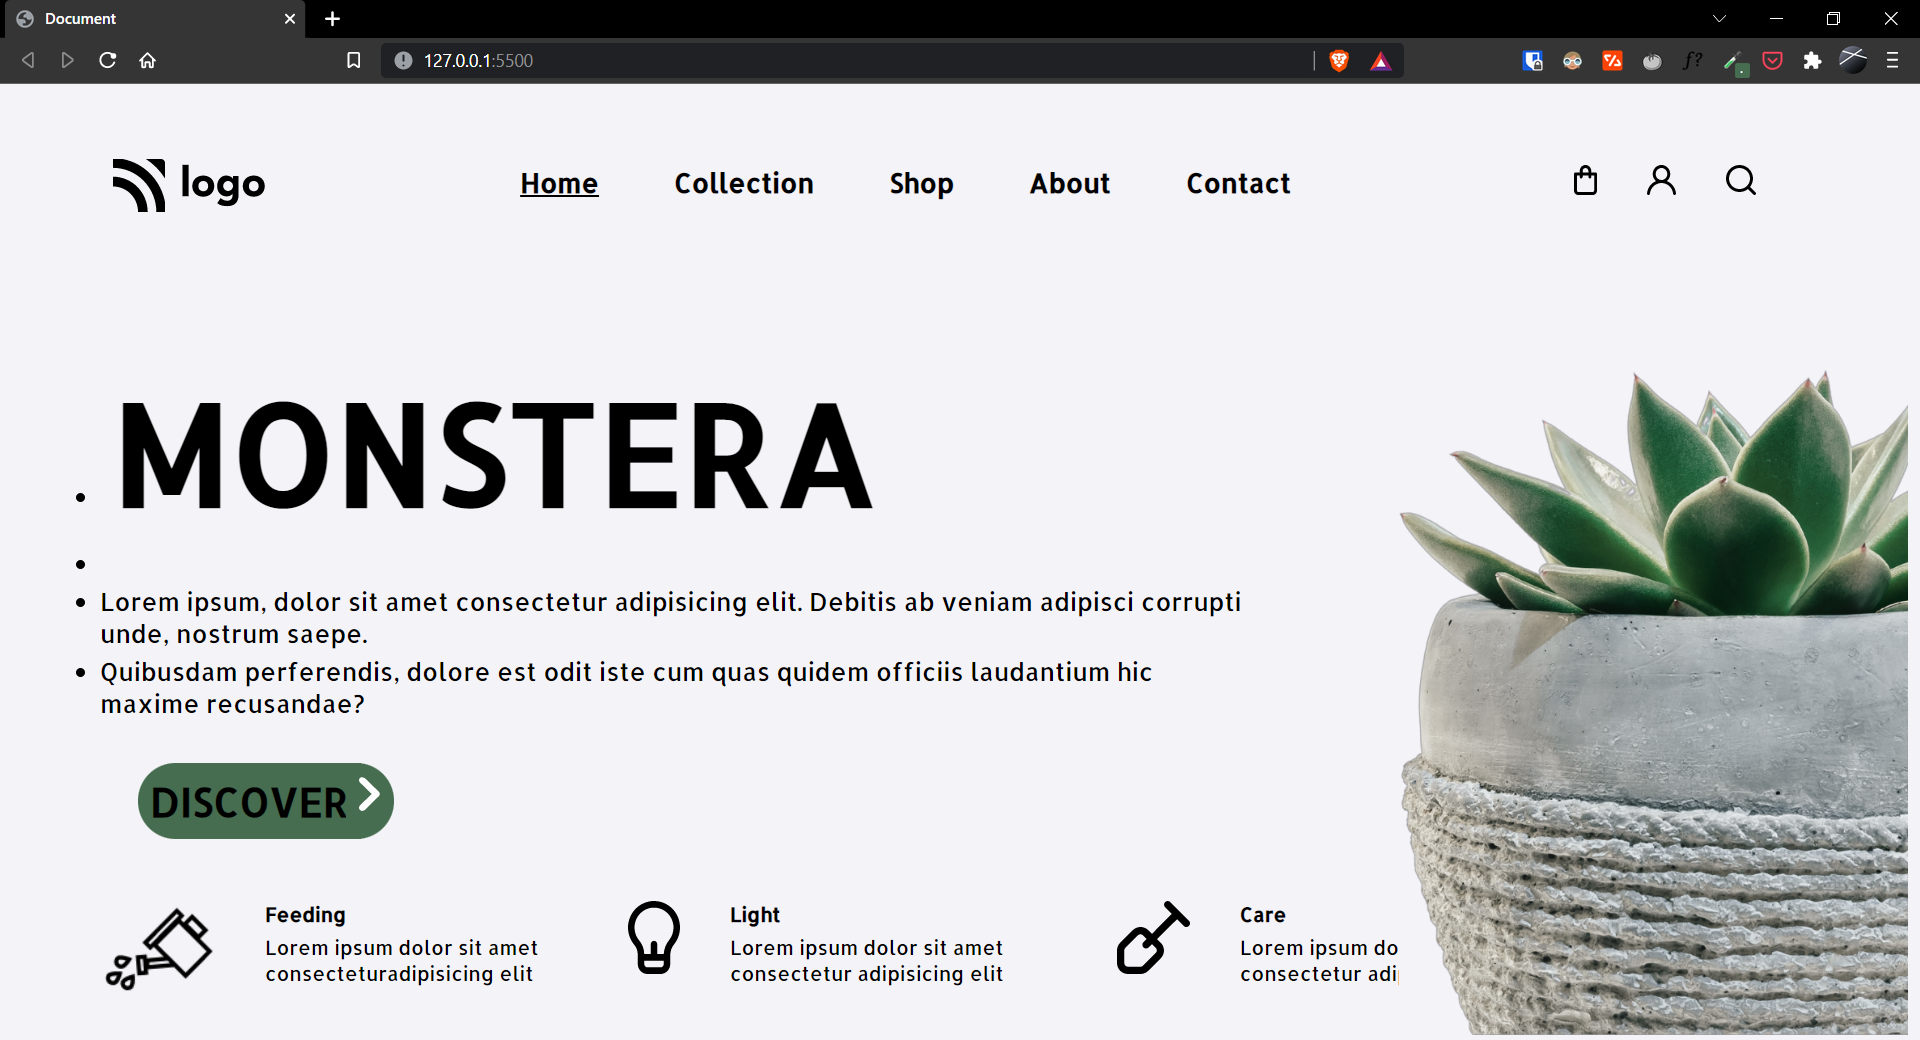 Document
127.0.0.1:5500
f?
logo
Home Collection Shop About Contact
MONSTERA
Lorem ipsum, dolor sit amet consectetur adipisicing elit. Debitis ab veniam adipisci corrupti
unde, nostrum saepe.
Quibusdam perferendis, dolore est odit iste cum quas quidem officiis laudantium hic
maxime recusandae?
DISCOVER
Feeding
Lorem ipsum dolor sit amet
consecteturadipisicing elit
Light
Lorem ipsum dolor sit amet
consectetur adipisicing elit
Care
Lorem ipsum do
consectetur adi